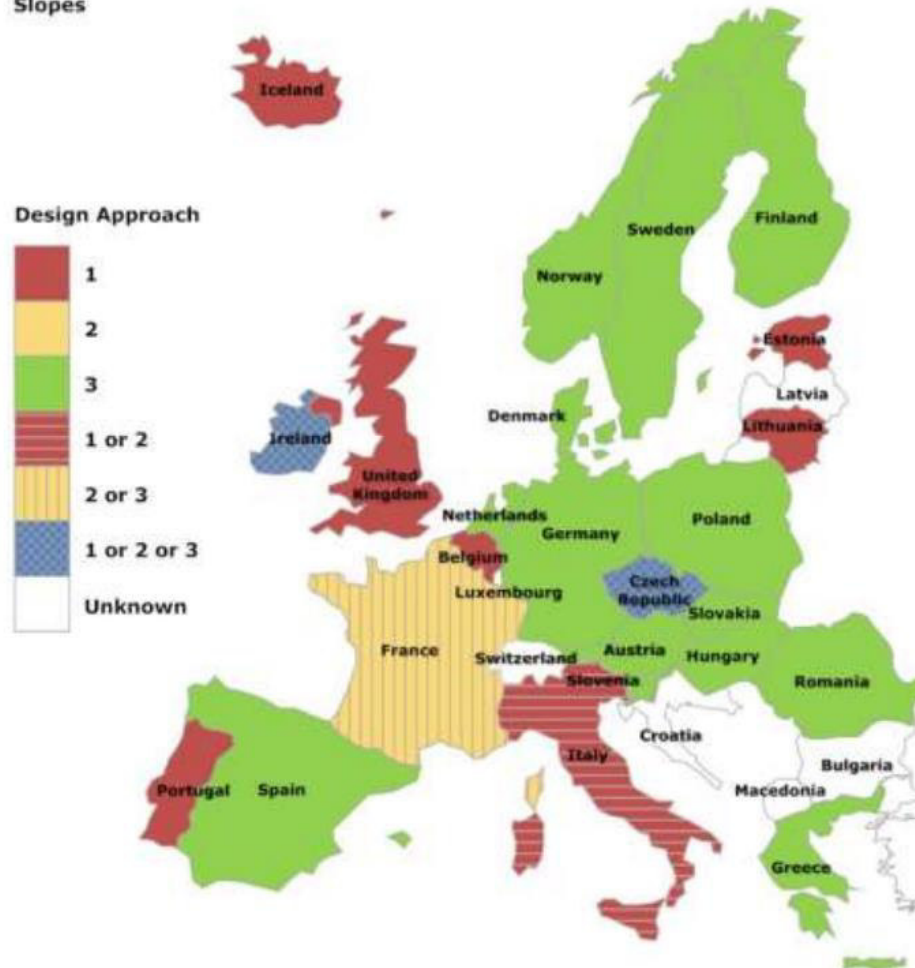 Slopes
Iceland
Design Approach
1
2
3
1 or 2
2 or 3
1 or 2 or 3
Unknown
Finland
Sweden
Norway
Estonia
Latvia
Denmark
Lithuania
Ireland
United
Kingdom
Netherlands
Germany
Poland
Belgium
Luxembourg
Czech
Republic
Slovakia
France
Switzerland
Austria
Hungary
Slovenia
Romania
Croatia
Italy
Bulgaria
Macedonia
Portugal
Spain
Greece